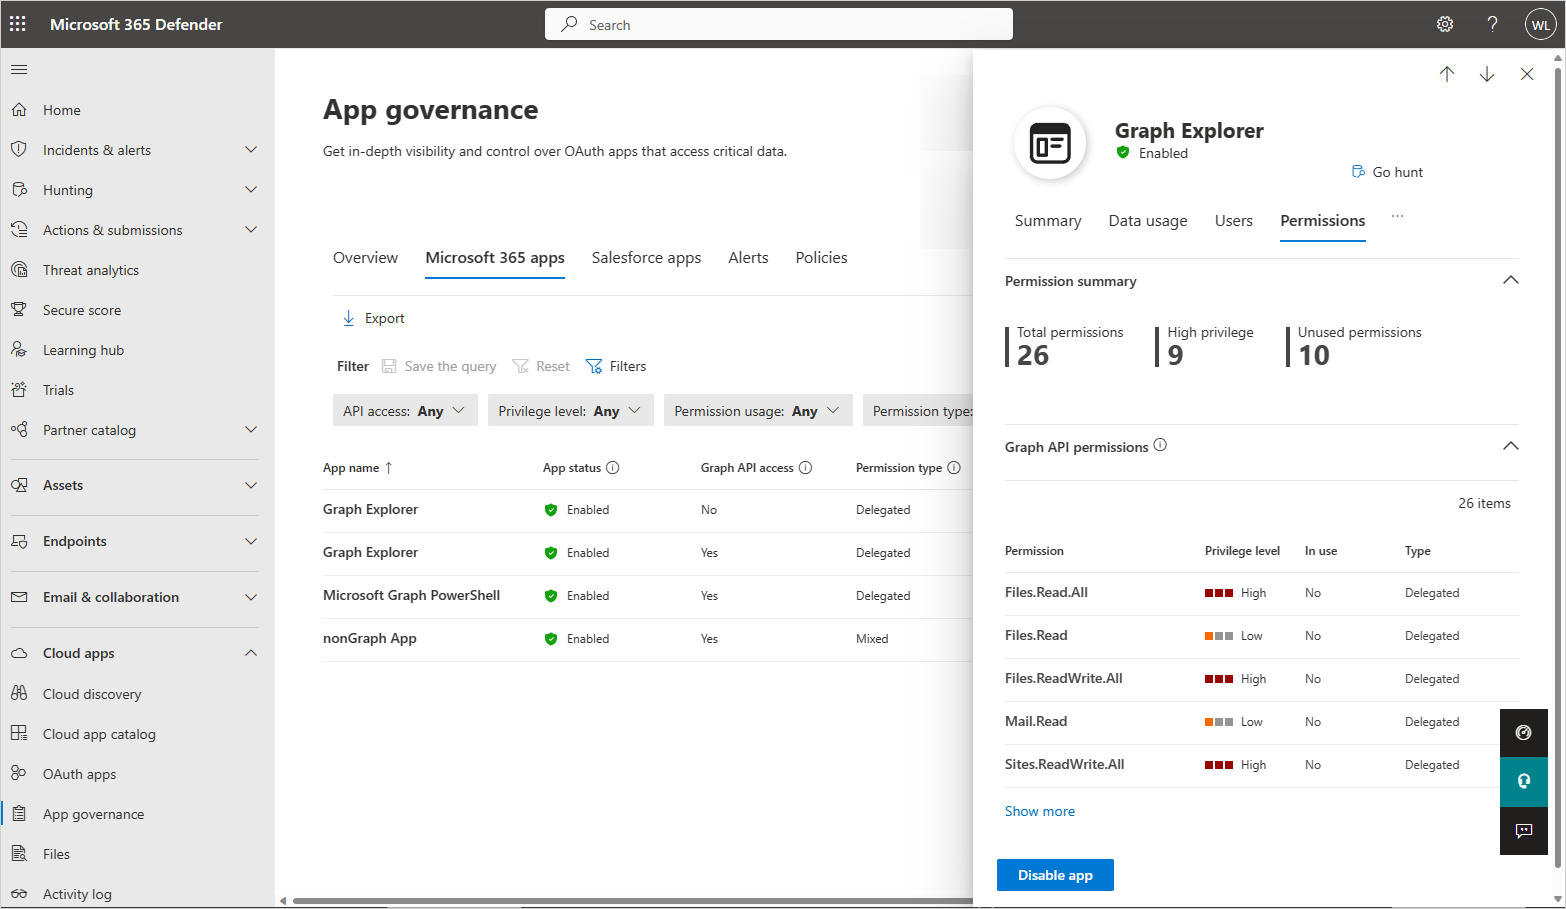 Microsoft 365 Defender
Search
WL
Home
Incidents & alerts
Hunting
Actions & submissions
Threat analytics
Secure score
Learning hub
Trials
Partner catalog
Assets
Endpoints
Email & collaboration
Cloud apps
Cloud discovery
Cloud app catalog
OAuth apps
App governance
Files
Activity log
App governance
Get in-depth visibility and control over OAuth apps that access critical data.
Overview Microsoft 365 apps Salesforce apps Alerts Policies
Export
Filter Save the query Reset Filters
API access: Any Privilege level: Any Permission usage: Any Permission type:
App name App status Graph API access Permission type
Graph Explorer Enabled No Delegated
Graph Explorer Enabled Yes Delegated
Microsoft Graph PowerShell Enabled Yes Delegated
nonGraph App Enabled Yes Mixed
Graph Explorer
Enabled
Go hunt
Summary Data usage Users Permissions ...
Permission summary
Total permissions High privilege Unused permissions
26 9 10
Graph API permissions
26 items
Permission Privilege level In use Type
Files.Read.All High No Delegated
Files.Read Low No Delegated
Files.ReadWrite.All High No Delegated
Mail.Read Low No Delegated
Sites.ReadWrite.All High No Delegated
Show more
Disable app